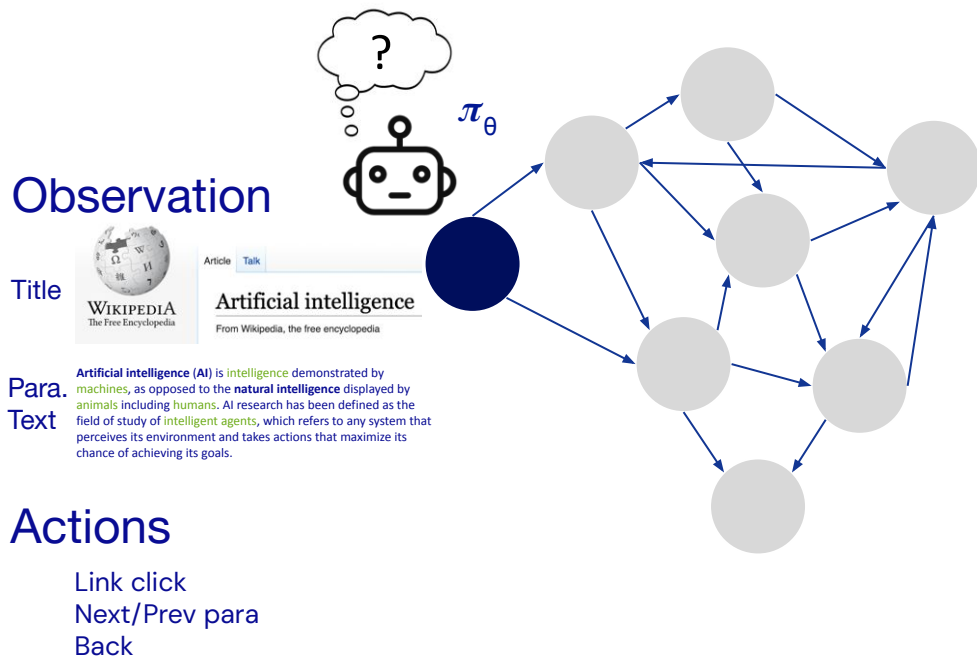 ?
π_θ
Observation
Title
WIKIPEDIA
The Free Encyclopedia
Article Talk
Artificial intelligence
From Wikipedia, the free encyclopedia
Para.
Text
Artificial intelligence (AI) is intelligence demonstrated by
machines, as opposed to the natural intelligence displayed by
animals including humans. AI research has been defined as the
field of study of intelligent agents, which refers to any system that
perceives its environment and takes actions that maximize its
chance of achieving its goals.
Actions
Link click
Next/Prev para
Back